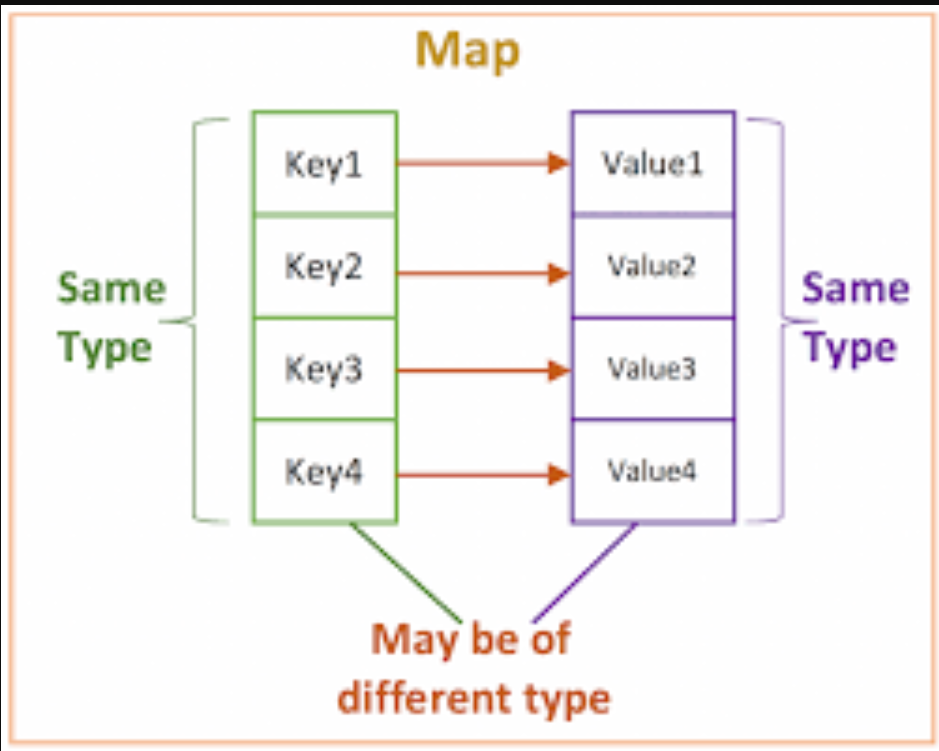 Map
Key1
Value1
Key2
Value2
Key3
Value3
Key4
Value4
Same
Type
Same
Type
May be of
different type